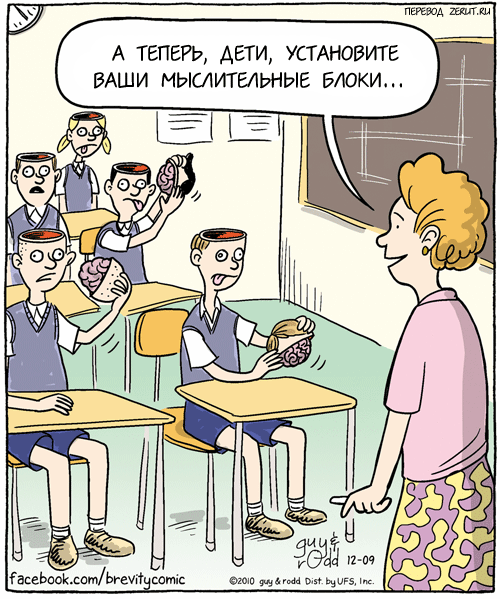 ПЕРЕВОД ZERUT.RU
А ТЕПЕРЬ, ДЕТИ, УСТАНОВИТЕ
ВАШИ МЫСЛИТЕЛЬНЫЕ БЛОКИ...
guy &
rodd 12-09
facebook.com/brevitycomic
©2010 guy & rodd Dist. by UFS, Inc.